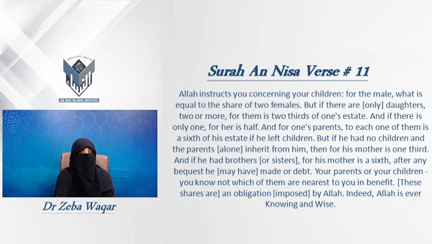 Surah An Nisa Verse # 11
Allah instructs you concerning your children: for the male, what is
equal to the share of two females. But if there are [only] daughters,
two or more, for them is two thirds of one's estate. And if there is
only one, for her is half. And for one's parents, to each one of them is
a sixth of his estate if he left children. But if he had no children and
the parents [alone] inherit from him, then for his mother is one third.
And if he had brothers [or sisters], for his mother is a sixth, after any
bequest he [may have] made or debt. Your parents or your children -
you know not which of them are nearest to you in benefit. [These
shares are] an obligation [imposed] by Allah. Indeed, Allah is ever
Knowing and Wise.
Dr Zeba Waqar